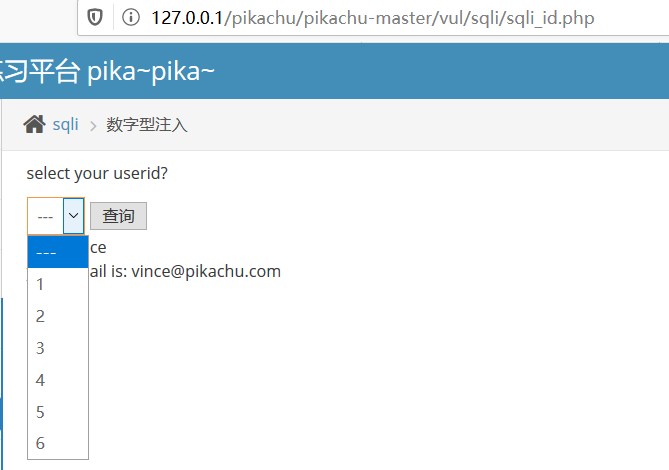 127.0.0.1/pikachu/pikachu-master/vul/sqli/sqli_id.php
练习平台 pika~pika~
sqli > 数字型注入
select your userid?
--- 查询
---
ce
ail is: vince@pikachu.com
1
2
3
4
5
6